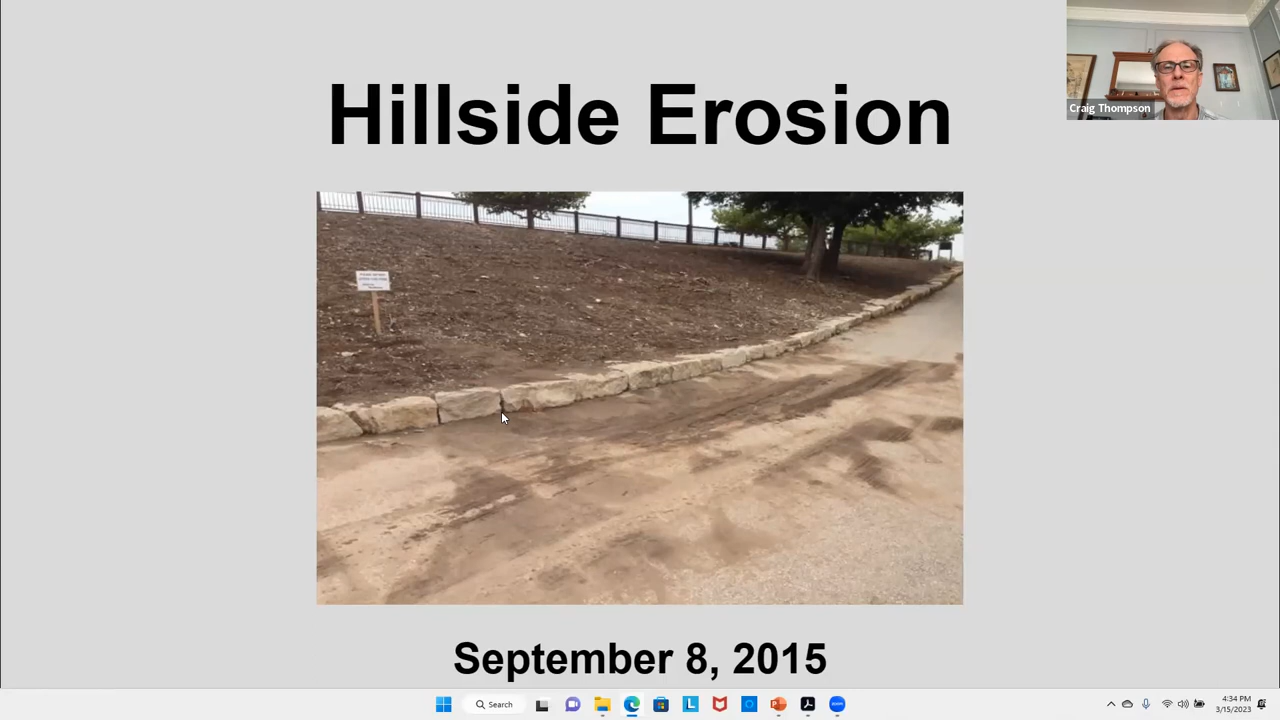 Hillside Erosion
Craig Thompson
September 8, 2015
Search
4:34 PM
3/15/2023